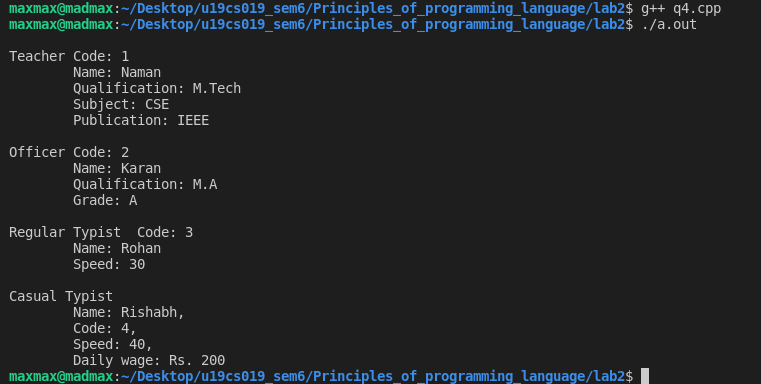 maxmax@madmax:~/Desktop/u19cs019_sem6/Principles_of_programming_language/lab2$ g++ q4.cpp
maxmax@madmax:~/Desktop/u19cs019_sem6/Principles_of_programming_language/lab2$ ./a.out
Teacher Code: 1
Name: Naman
Qualification: M.Tech
Subject: CSE
Publication: IEEE
Officer Code: 2
Name: Karan
Qualification: M.A
Grade: A
Regular Typist  Code: 3
Name: Rohan
Speed: 30
Casual Typist
Name: Rishabh,
Code: 4,
Speed: 40,
Daily wage: Rs. 200
maxmax@madmax:~/Desktop/u19cs019_sem6/Principles_of_programming_language/lab2$